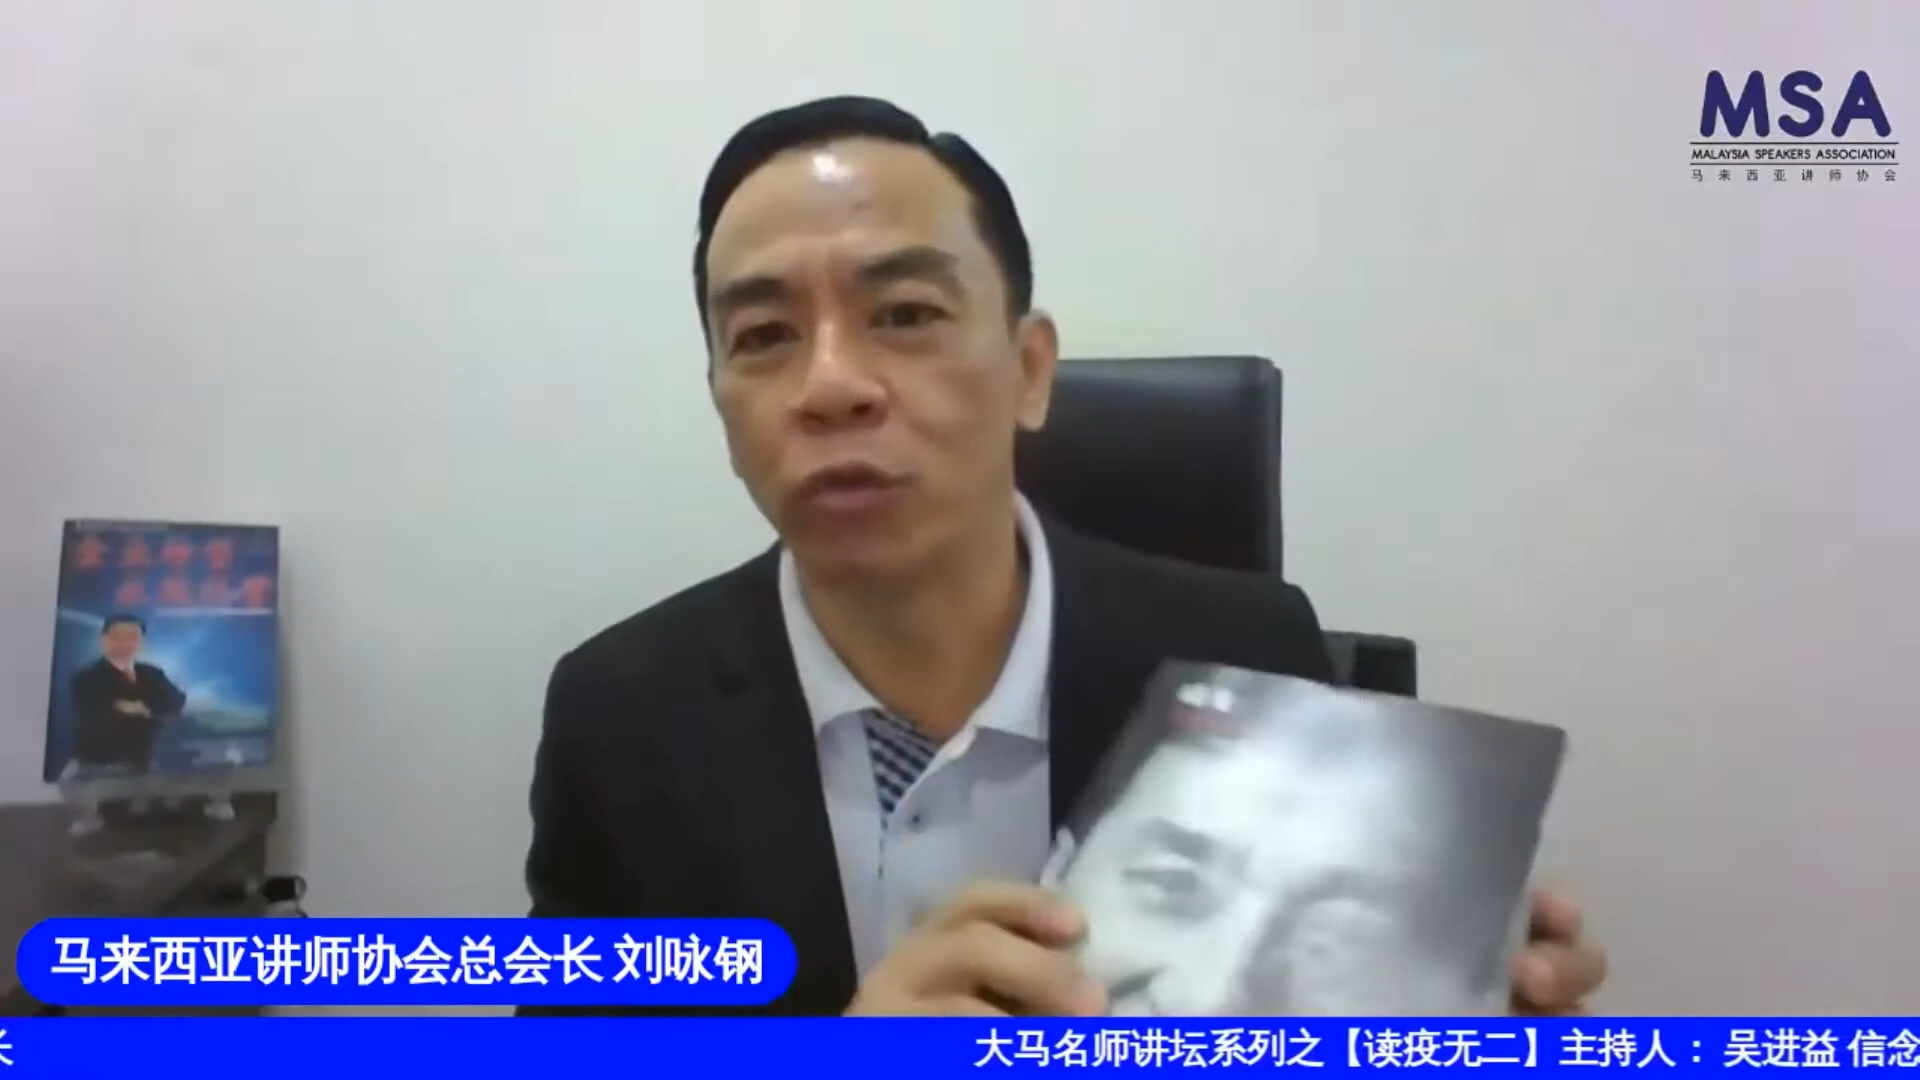 MSA
MALAYSIA SPEAKERS ASSOCIATION
马来西亚讲师协会
马来西亚讲师协会总会长 刘咏钢
大马名师讲坛系列之【读疫无二】主持人： 吴进益 信念